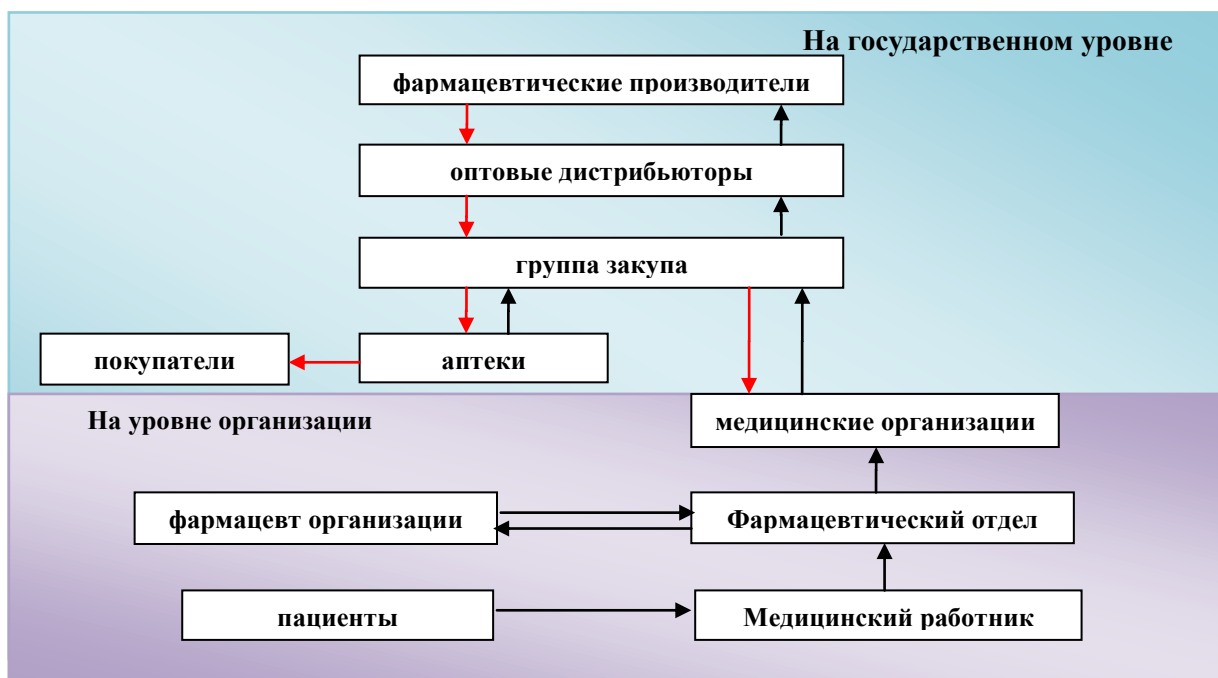 На государственном уровне
фармацевтические производители
оптовые дистрибьюторы
группа закупа
покупатели
аптеки
На уровне организации
медицинские организации
фармацевт организации
Фармацевтический отдел
пациенты
Медицинский работник